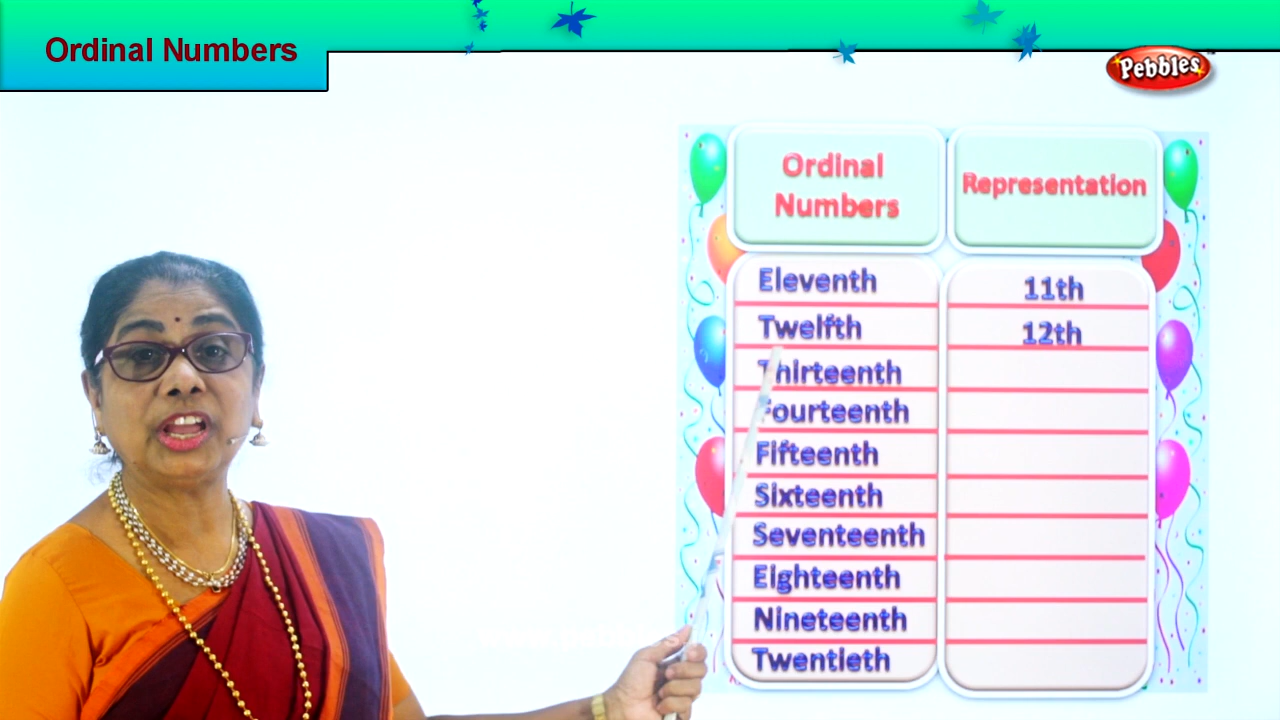 Ordinal Numbers
Pebbles
Ordinal
Numbers
Representation
Eleventh 11th
Twelfth 12th
Thirteenth
Fourteenth
Fifteenth
Sixteenth
Seventeenth
Eighteenth
Nineteenth
Twentieth